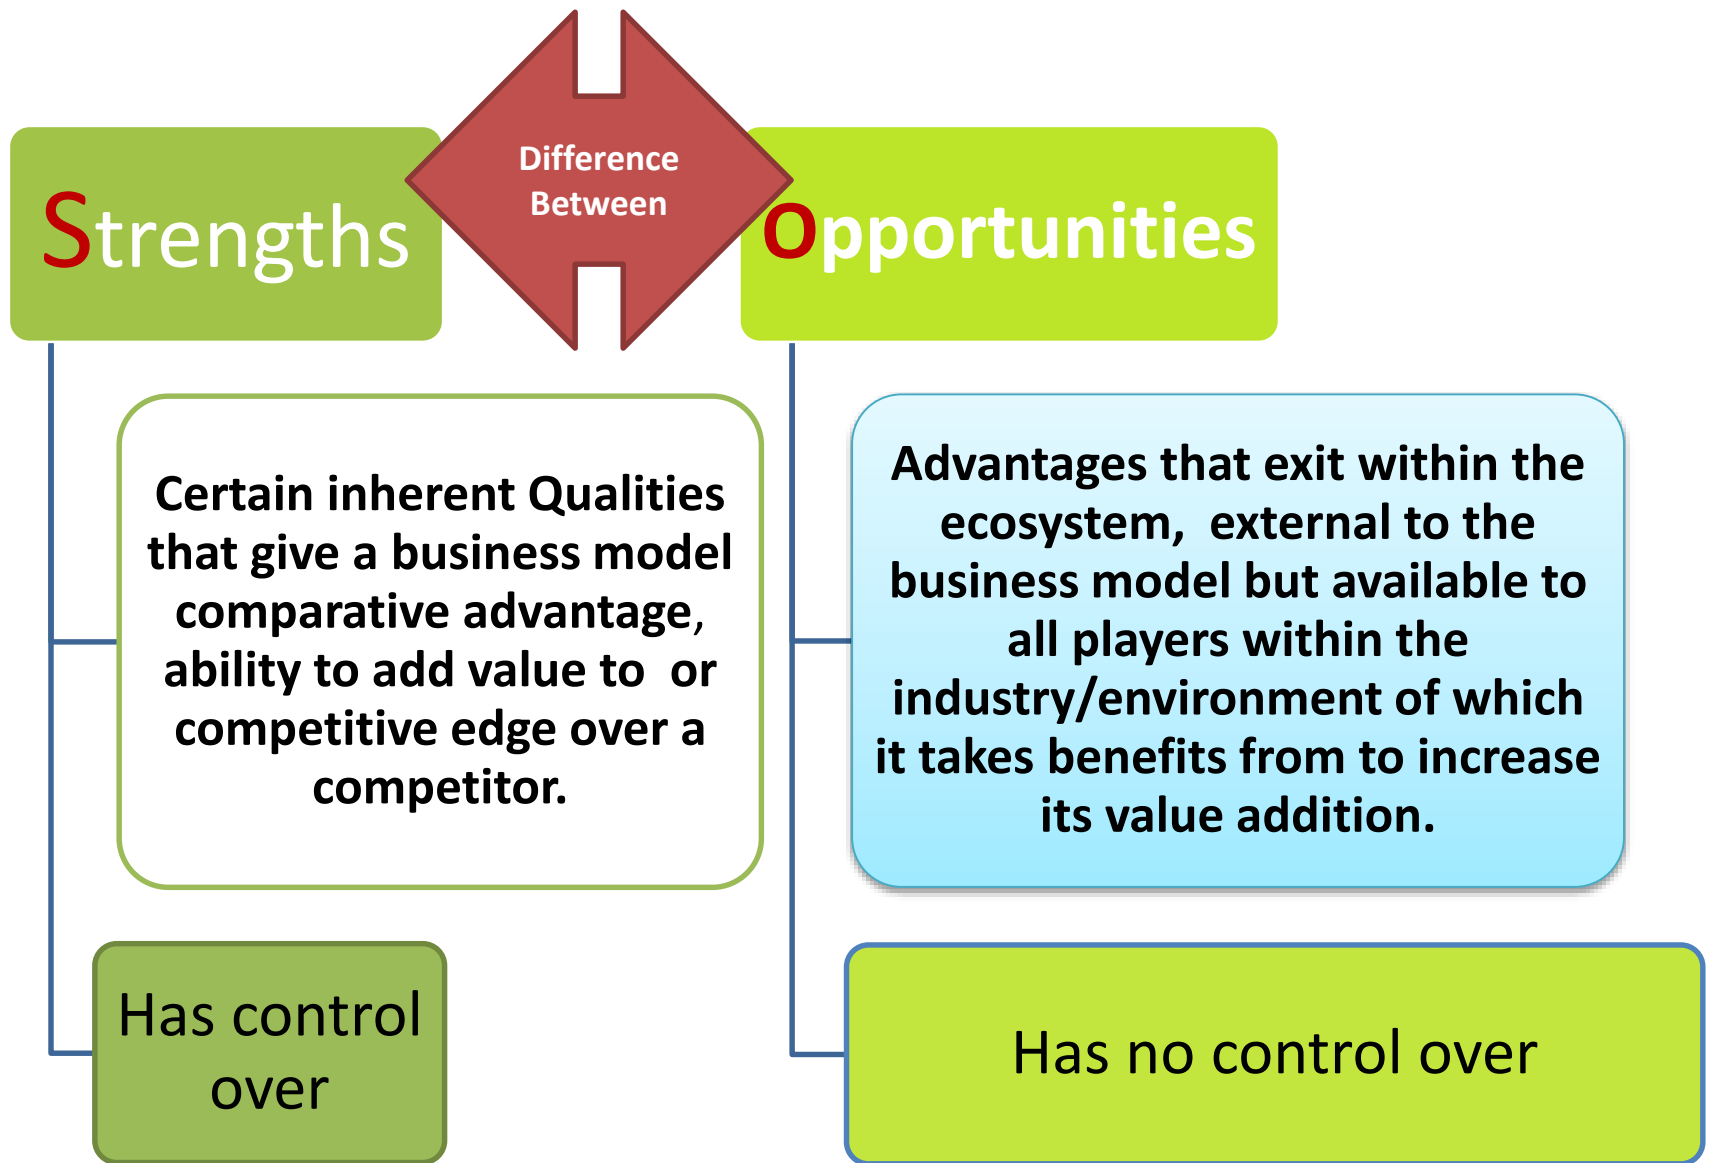 Difference
Between
Strengths
Opportunities
Certain inherent Qualities
that give a business model
comparative advantage,
ability to add value to  or
competitive edge over a
competitor.
Advantages that exit within the
ecosystem,  external to the
business model but available to
all players within the
industry/environment of which
it takes benefits from to increase
its value addition.
Has control
over
Has no control over